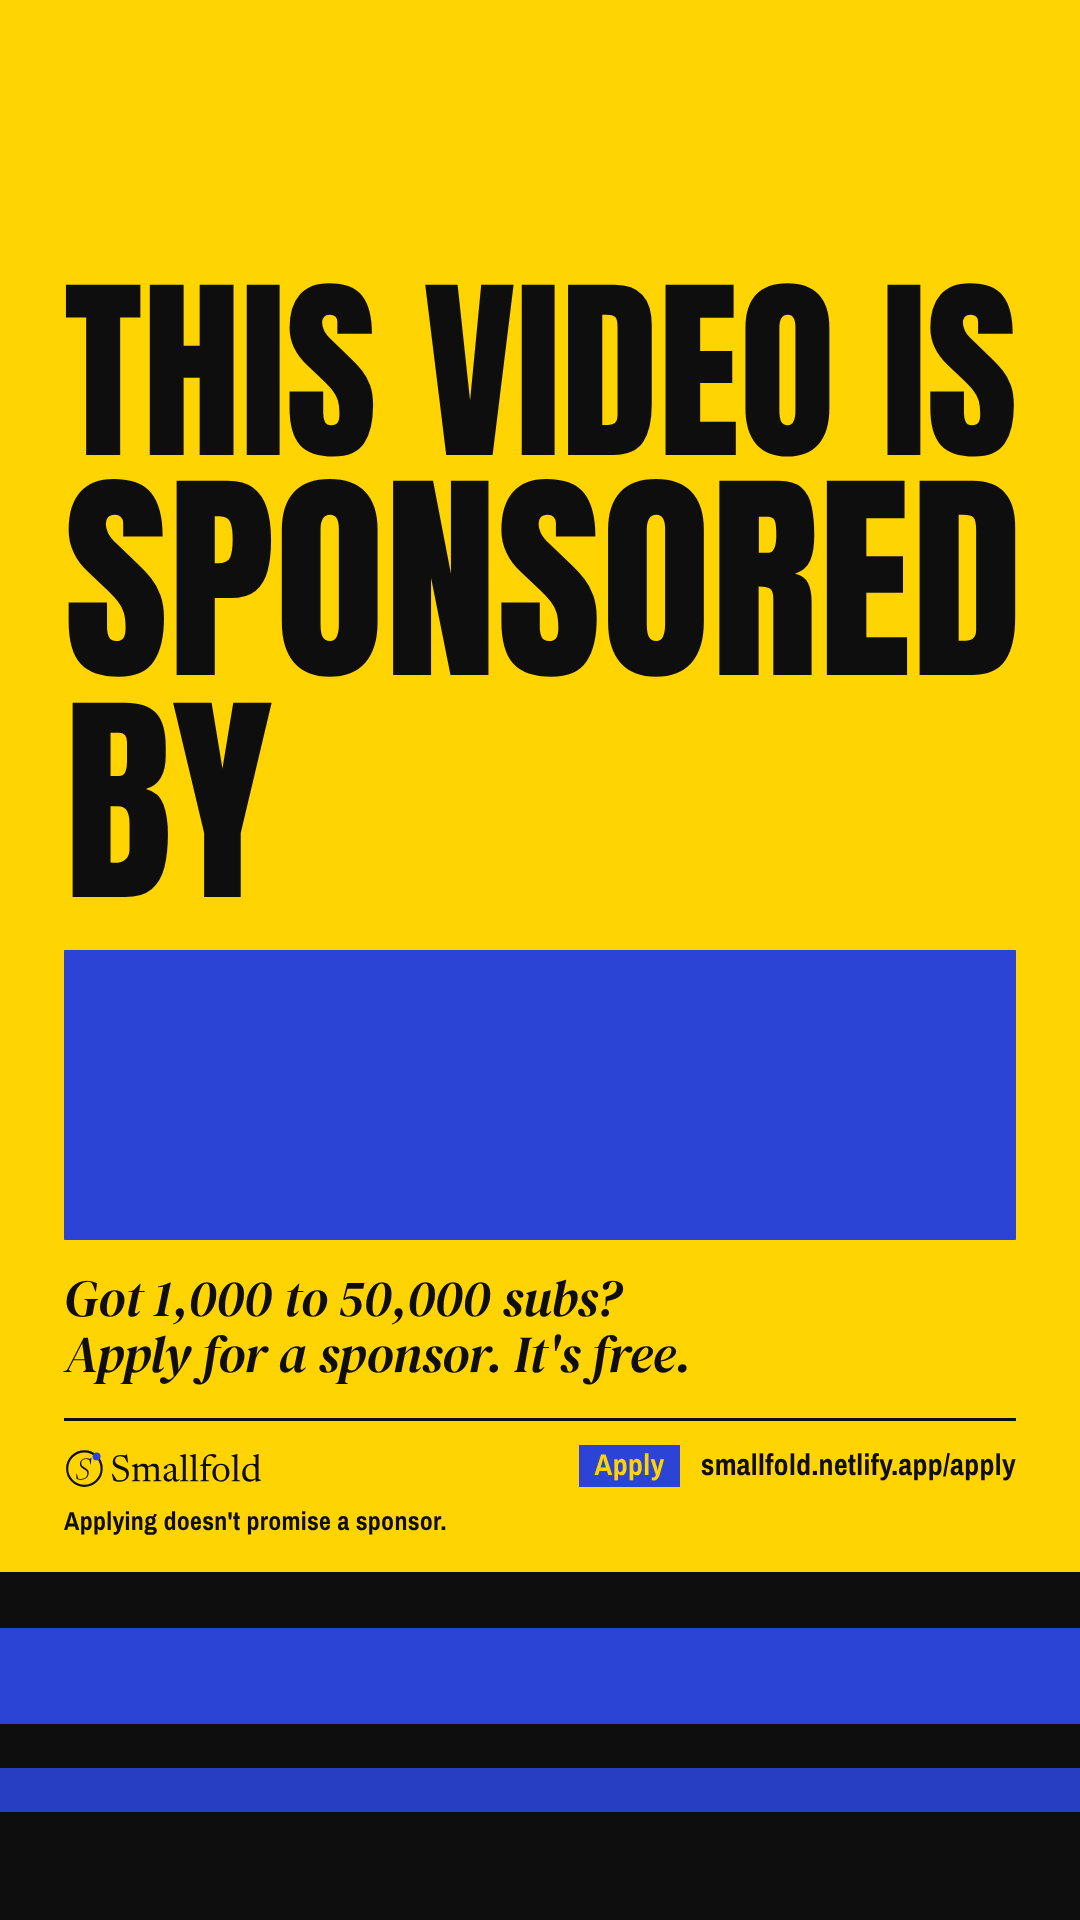 THIS VIDEO IS
SPONSORED
BY
Got 1,000 to 50,000 subs?
Apply for a sponsor. It's free.
S Smallfold
Apply smallfold.netlify.app/apply
Applying doesn't promise a sponsor.